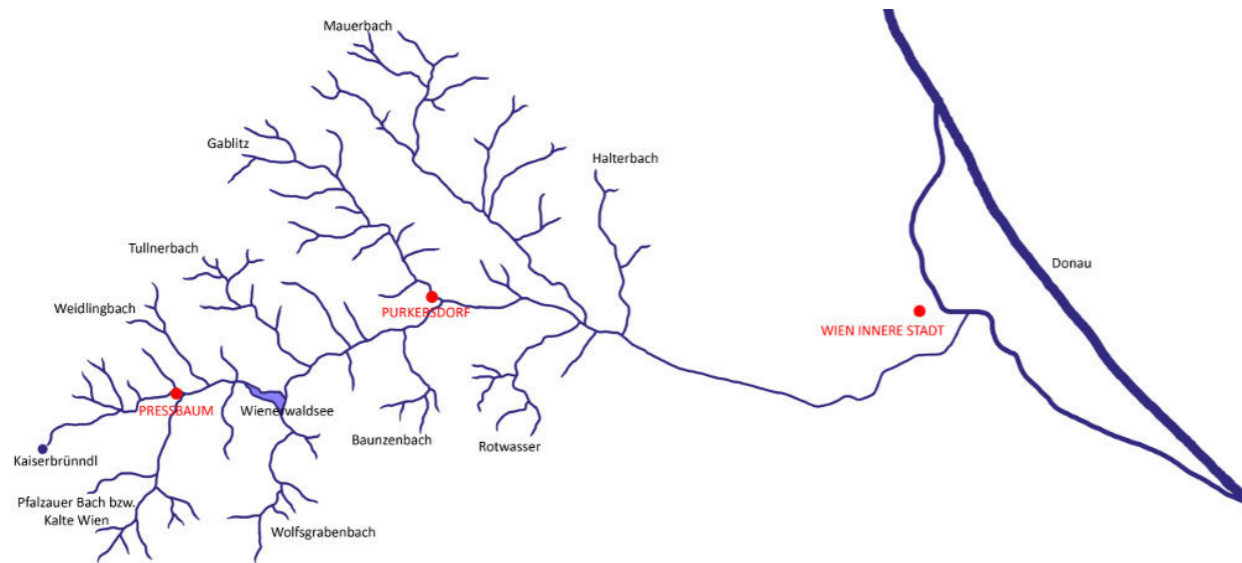 Mauerbach
Gablitz
Halterbach
Tullnerbach
Donau
Weidlingbach
PURKERSDORF
WIEN INNERE STADT
PRESSBAUM
Wienerwaldsee
Baunzenbach
Rotwasser
Kaiserbrünndl
Pfalzauer Bach bzw.
Kalte Wien
Wolfsgrabenbach